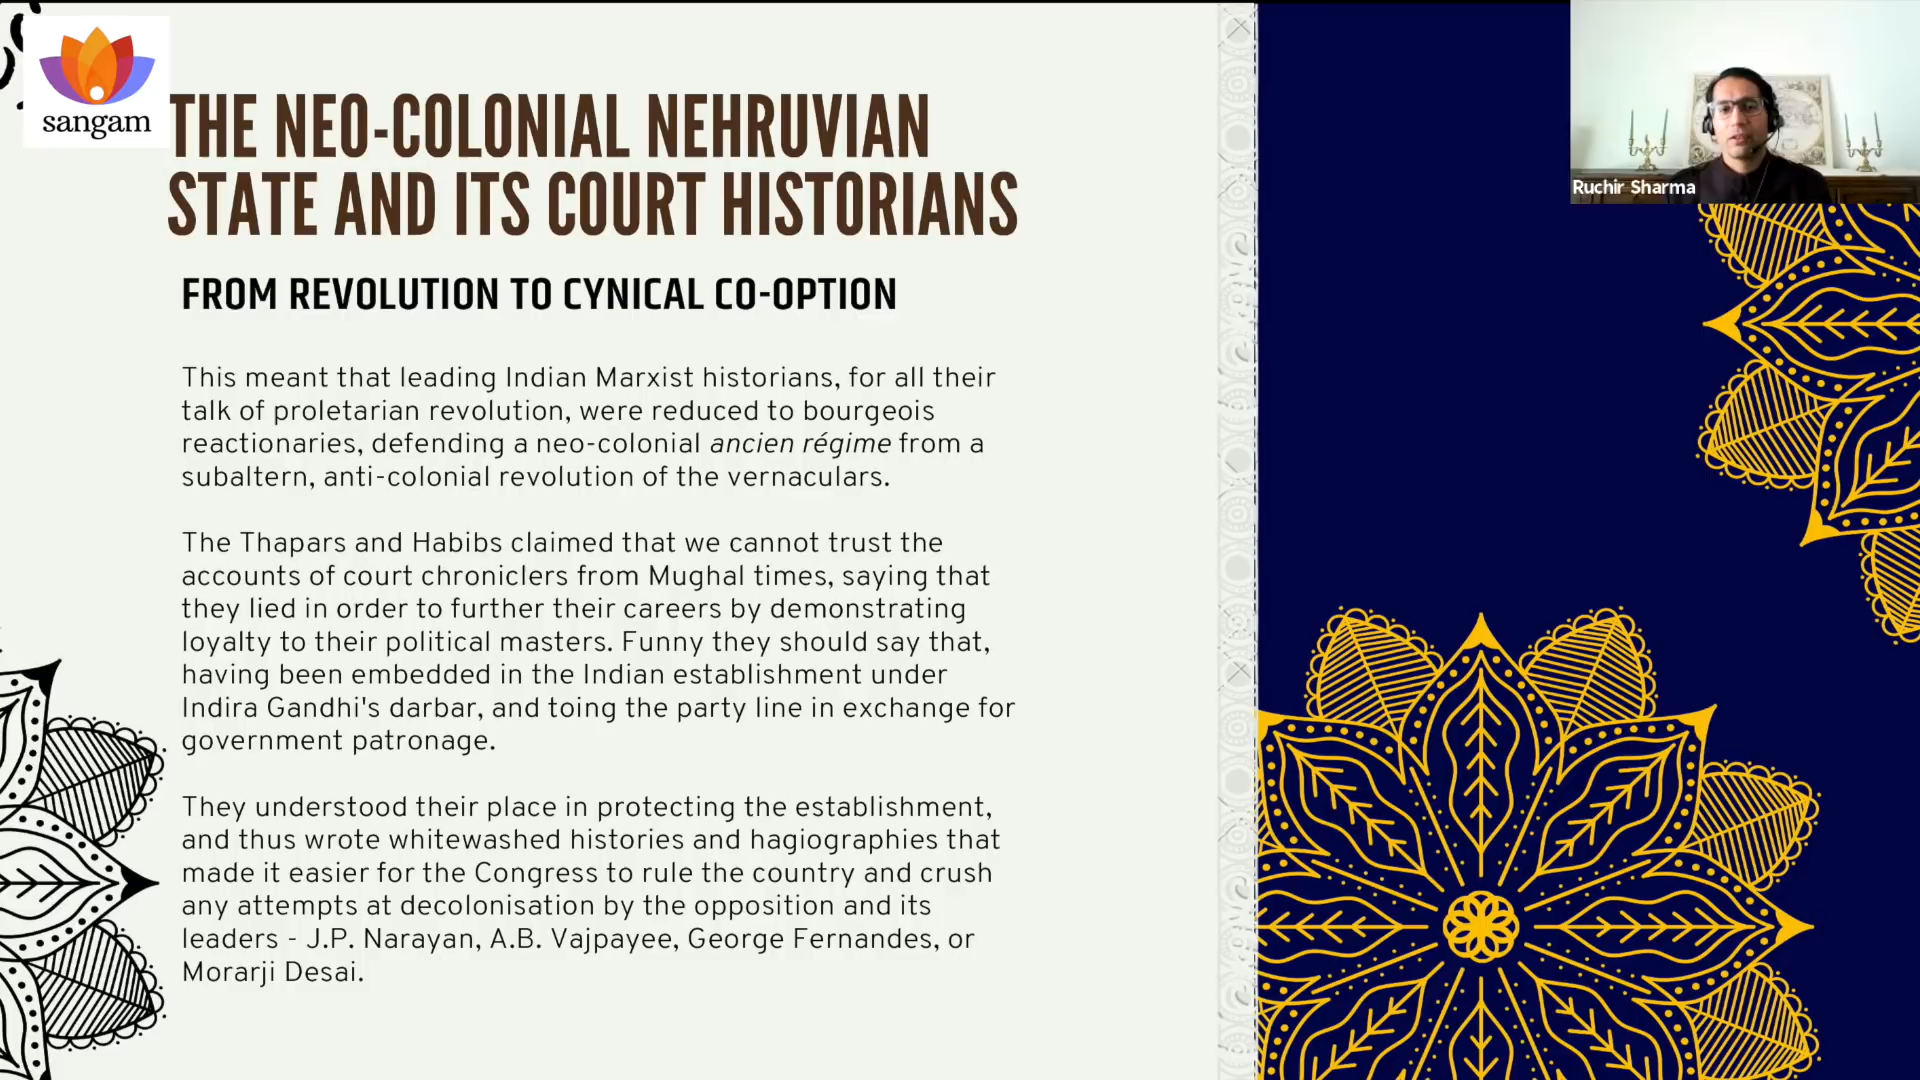 sangam
THE NEO-COLONIAL NEHRUVIAN
STATE AND ITS COURT HISTORIANS
FROM REVOLUTION TO CYNICAL CO-OPTION
This meant that leading Indian Marxist historians, for all their
talk of proletarian revolution, were reduced to bourgeois
reactionaries, defending a neo-colonial ancien régime from a
subaltern, anti-colonial revolution of the vernaculars.
The Thapars and Habibs claimed that we cannot trust the
accounts of court chroniclers from Mughal times, saying that
they lied in order to further their careers by demonstrating
loyalty to their political masters. Funny they should say that,
having been embedded in the Indian establishment under
Indira Gandhi's darbar, and toing the party line in exchange for
government patronage.
They understood their place in protecting the establishment,
and thus wrote whitewashed histories and hagiographies that
made it easier for the Congress to rule the country and crush
any attempts at decolonisation by the opposition and its
leaders - J.P. Narayan, A.B. Vajpayee, George Fernandes, or
Morarji Desai.
Ruchir Sharma